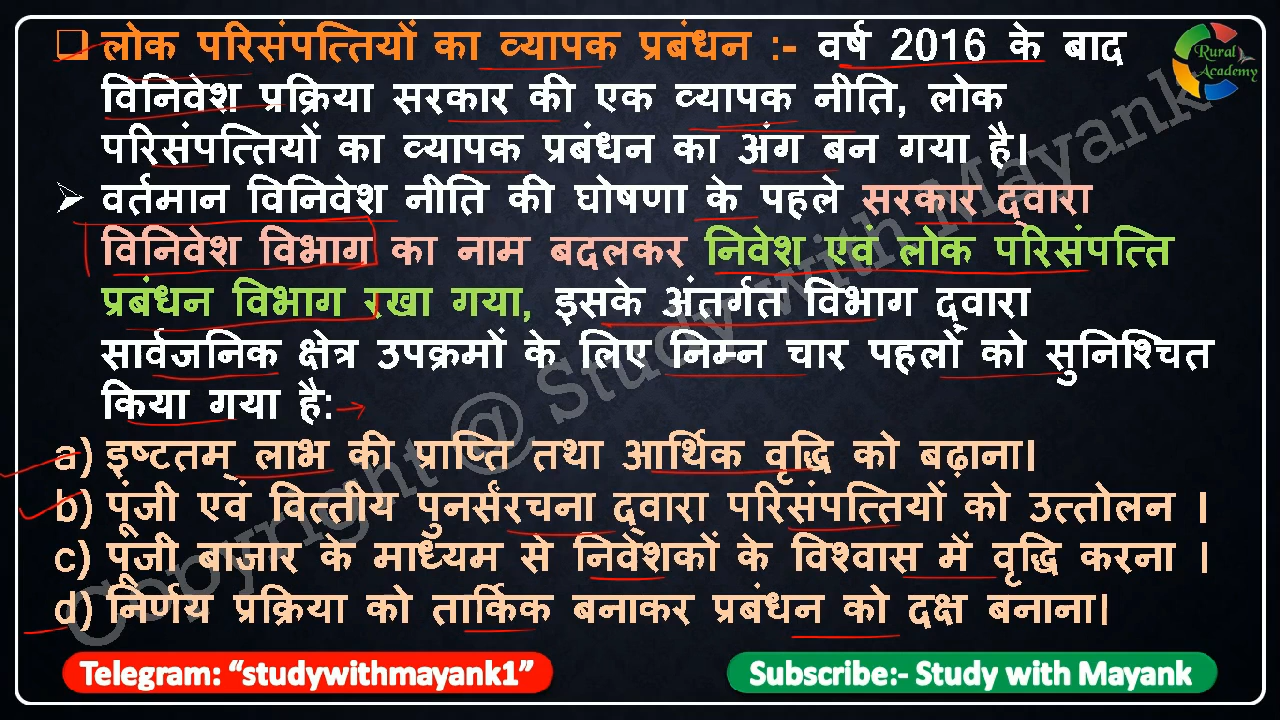 लोक परिसंपत्तियों का व्यापक प्रबंधन :- वर्ष 2016 के बाद
विनिवेश प्रक्रिया सरकार की एक व्यापक नीति, लोक
परिसंपत्तियों का व्यापक प्रबंधन का अंग बन गया है।
वर्तमान विनिवेश नीति की घोषणा के पहले सरकार द्वारा
विनिवेश विभाग का नाम बदलकर निवेश एवं लोक परिसंपत्ति
प्रबंधन विभाग रखा गया, इसके अंतर्गत विभाग द्वारा
सार्वजनिक क्षेत्र उपक्रमों के लिए निम्न चार पहलों को सुनिश्चित
किया गया है:
a) इष्टतम् लाभ की प्राप्ति तथा आर्थिक वृद्धि को बढ़ाना।
b) पूंजी एवं वित्तीय पुनर्संरचना द्वारा परिसंपत्तियों को उत्तोलन ।
c) पूंजी बाजार के माध्यम से निवेशकों के विश्वास में वृद्धि करना ।
d) निर्णय प्रक्रिया को तार्किक बनाकर प्रबंधन को दक्ष बनाना।
Telegram: “studywithmayank1”
Subscribe:- Study with Mayank
Rural
Academy
Copyright @ Study with Mayank